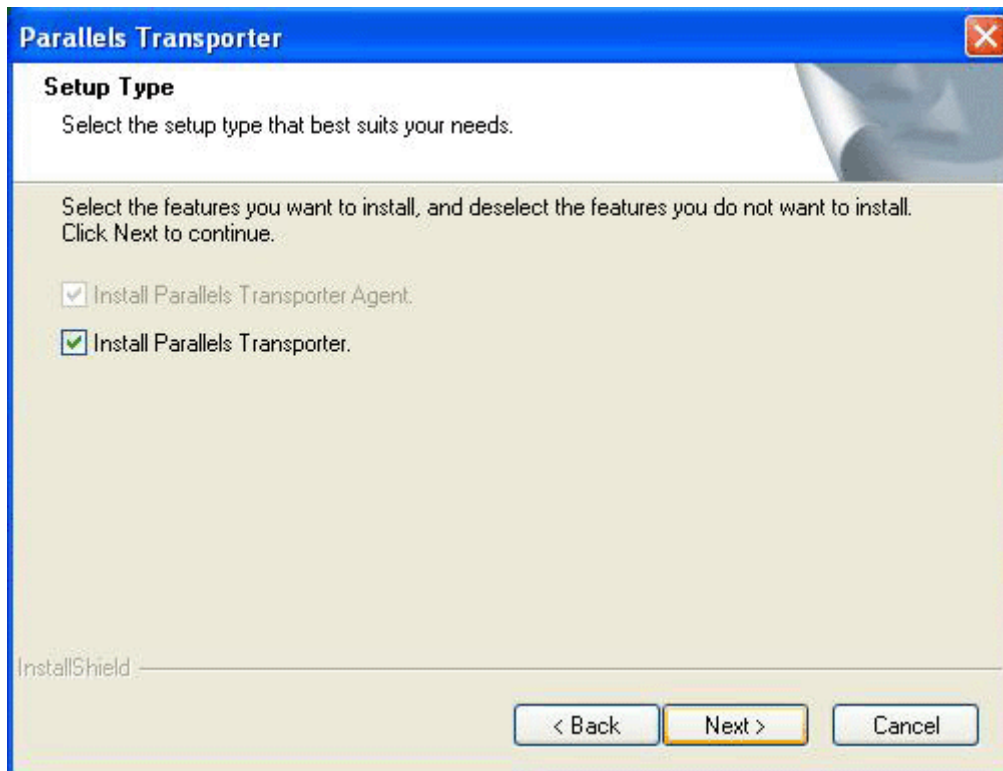 Parallels Transporter
Setup Type
Select the setup type that best suits your needs.
Select the features you want to install, and deselect the features you do not want to install.
Click Next to continue.
Install Parallels Transporter Agent.
Install Parallels Transporter.
InstallShield
< Back Next > Cancel